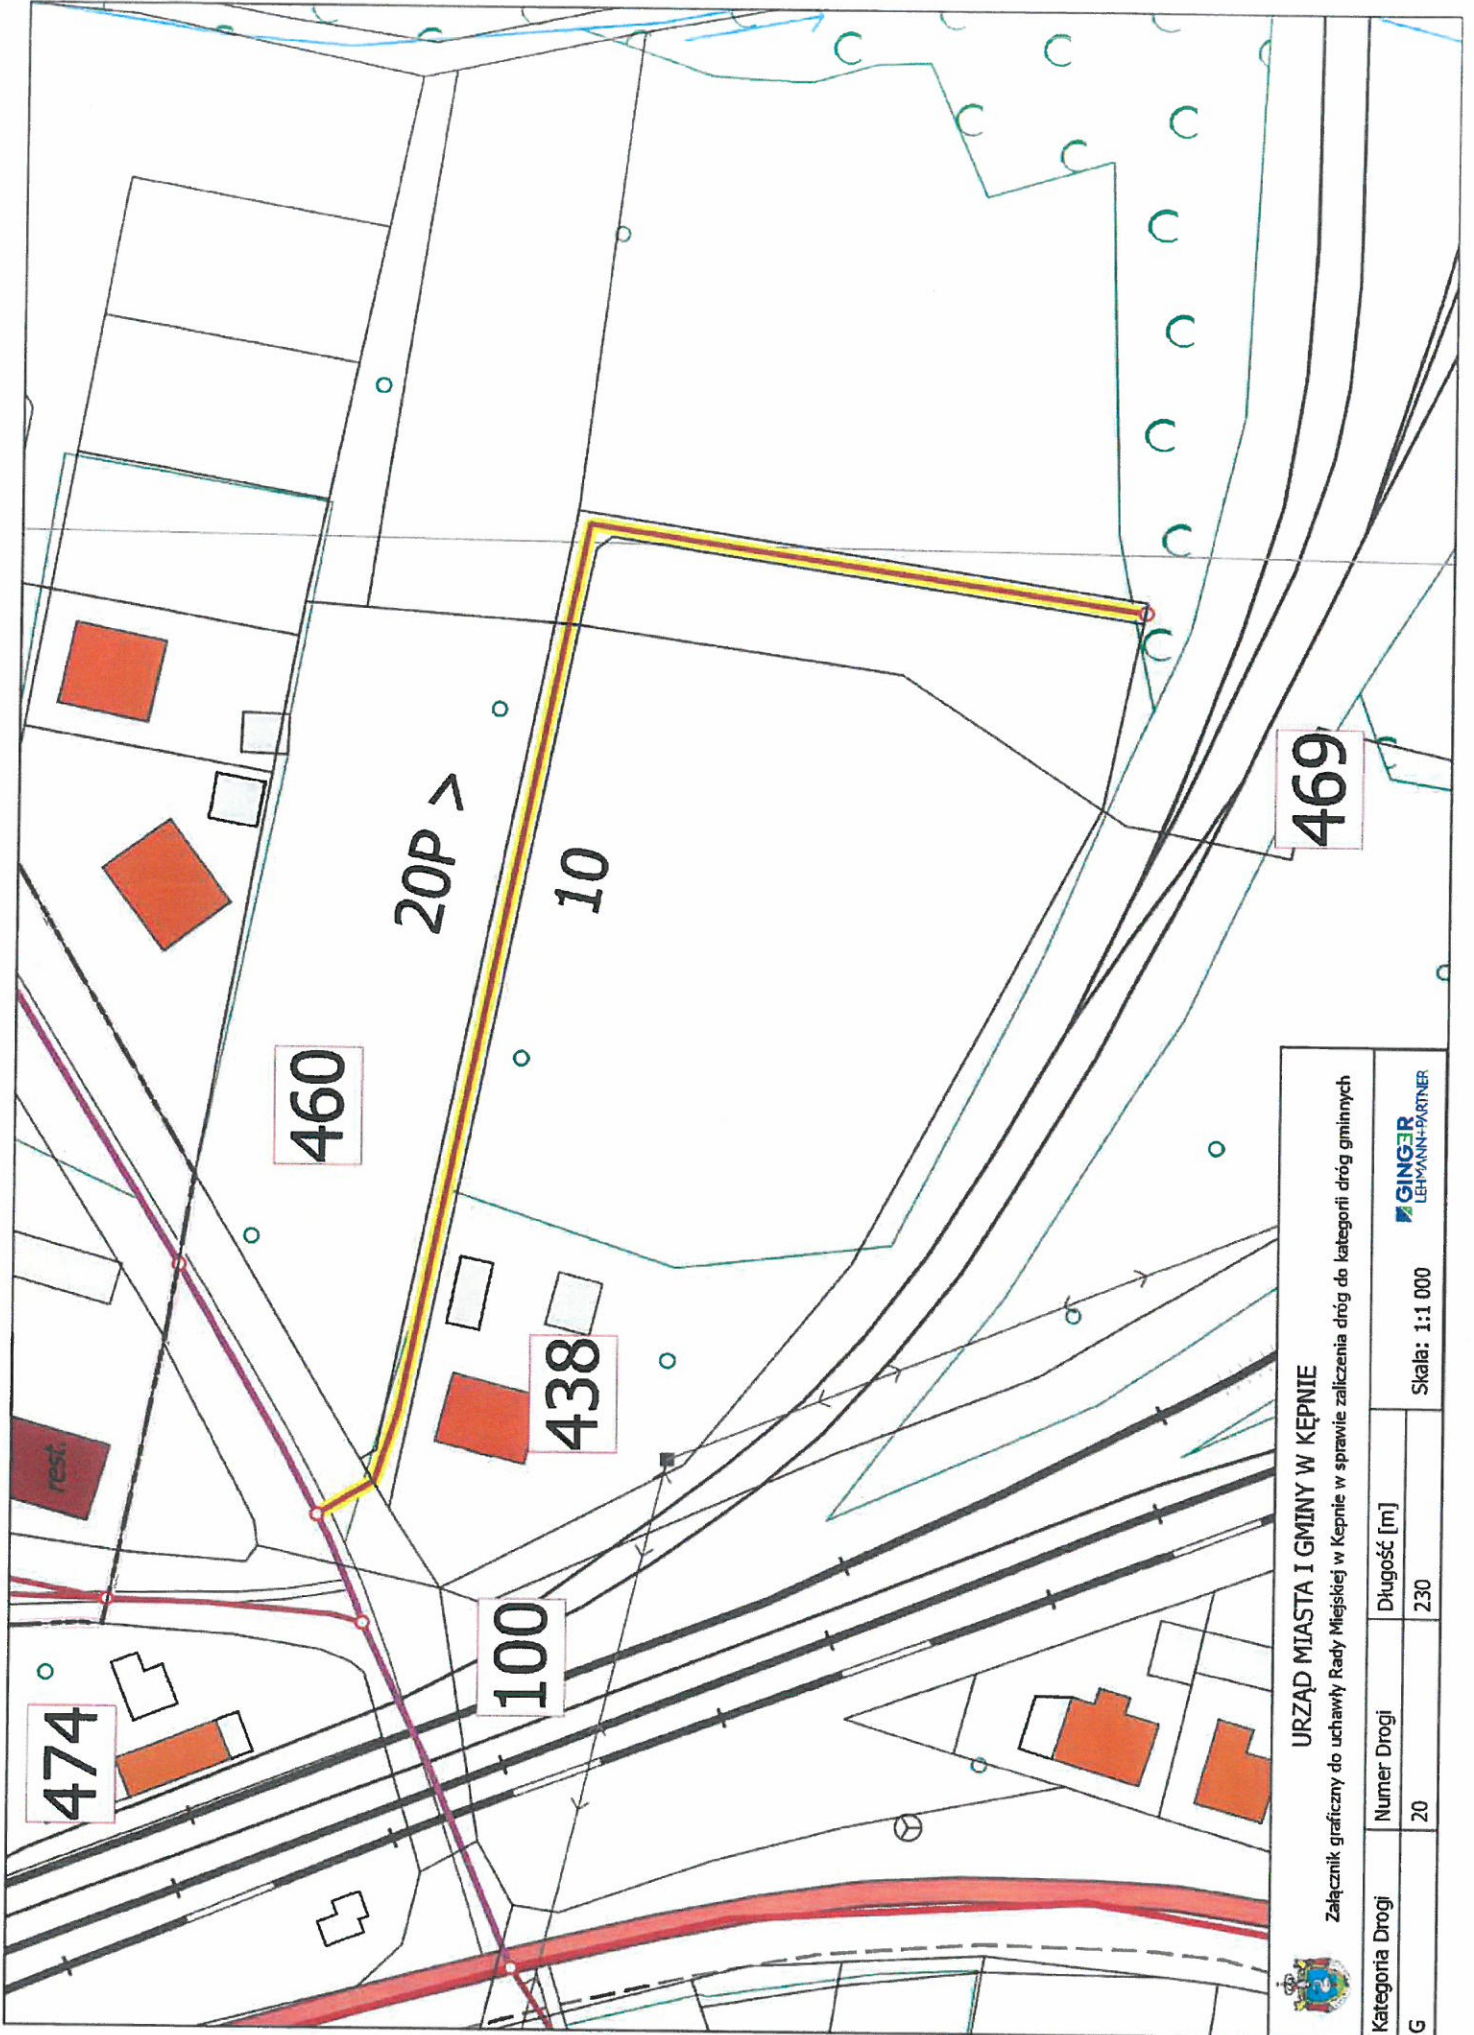 474
rest.
460
20P >
10
438
100
469
URZĄD MIASTA I GMINY W KĘPNIE
Załącznik graficzny do uchawły Rady Miejskiej w Kępnie w sprawie zaliczenia dróg do kategorii dróg gminnych
Kategoria Drogi
Numer Drogi
Długość [m]
Skala: 1:1 000
GINGER
LEHMANN+PARTNER
G
20
230